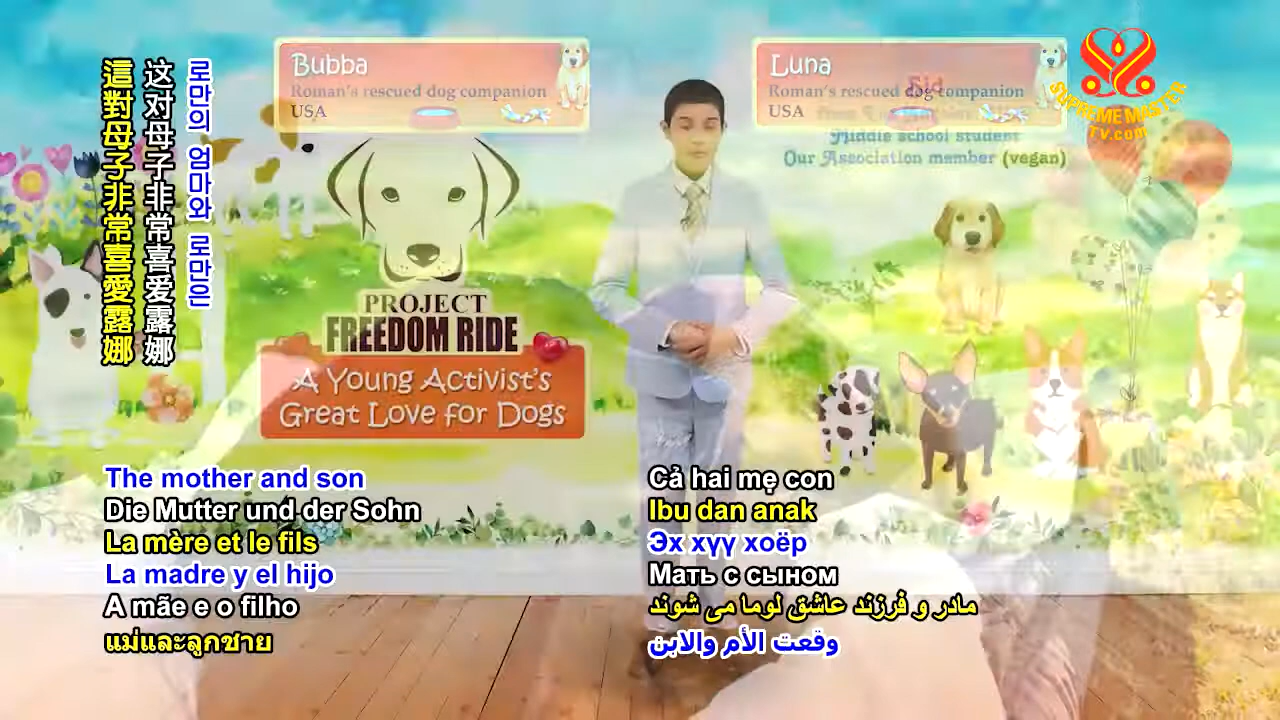 Bubba
Roman's rescued dog companion
USA
Luna
Roman's rescued dog companion
USA
Eid
Middle school student
Our Association member (vegan)
SUPREME MASTER
TV.com
這對母子非常喜愛露娜
这对母子非常喜爱露娜
로만의 엄마와 로만은
PROJECT
FREEDOM RIDE
A Young Activist's
Great Love for Dogs
The mother and son
Die Mutter und der Sohn
La mère et le fils
La madre y el hijo
A mãe e o filho
แม่และลูกชาย
Cả hai mẹ con
Ibu dan anak
Эх хүү хоёр
Мать с сыном
مادر و فرزند عاشق لوما می شوند
وقعت الأم والابن